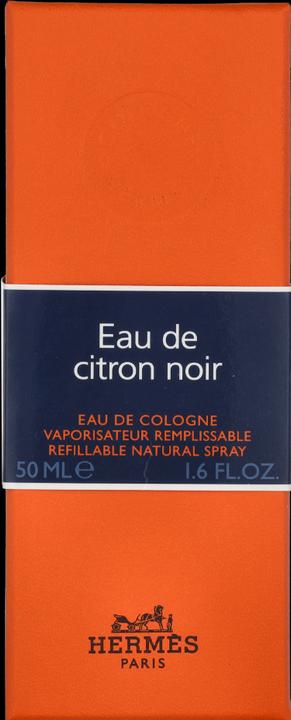 Eau de
citron noir
EAU DE COLOGNE
VAPORISATEUR REMPLISSABLE
REFILLABLE NATURAL SPRAY
50 ML ℮ 1.6 FL.OZ.
HERMÈS
PARIS